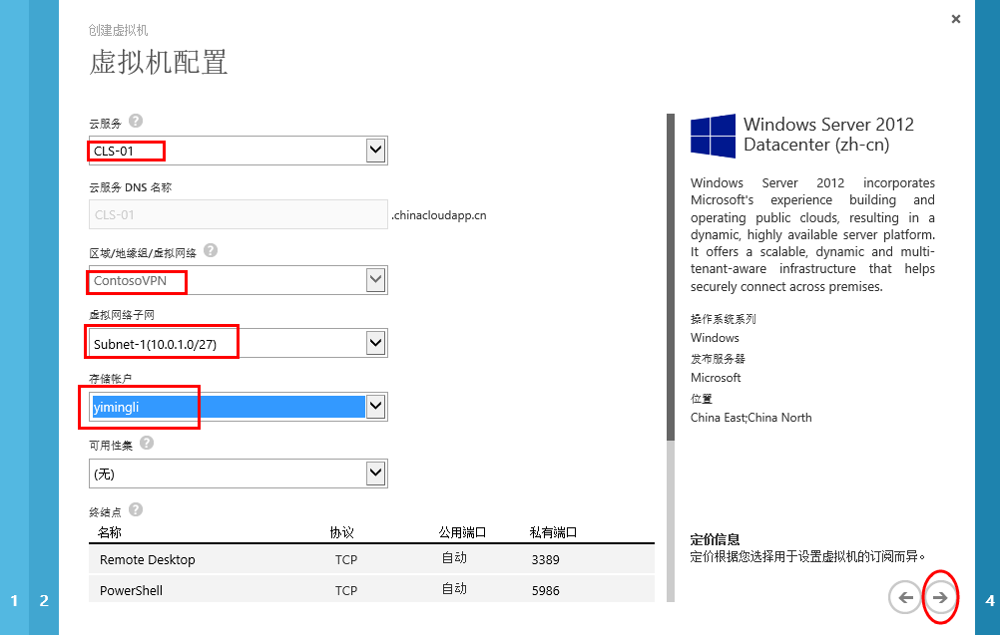 ×
创建虚拟机
虚拟机配置
云服务 ?
CLS-01
云服务 DNS 名称
CLS-01 .chinacloudapp.cn
区域/地缘组/虚拟网络 ?
ContosoVPN
虚拟网络子网
Subnet-1(10.0.1.0/27)
存储帐户
yimingli
可用性集 ?
(无)
终结点 ?
名称 协议 公用端口 私有端口
Remote Desktop TCP 自动 3389
PowerShell TCP 自动 5986
Windows Server 2012
Datacenter (zh-cn)
Windows Server 2012 incorporates
Microsoft's experience building and
operating public clouds, resulting in a
dynamic, highly available server platform.
It offers a scalable, dynamic and multi-
tenant-aware infrastructure that helps
securely connect across premises.
操作系统系列
Windows
发布服务器
Microsoft
位置
China East;China North
定价信息
定价根据您选择用于设置虚拟机的订阅而异。
1 2 4